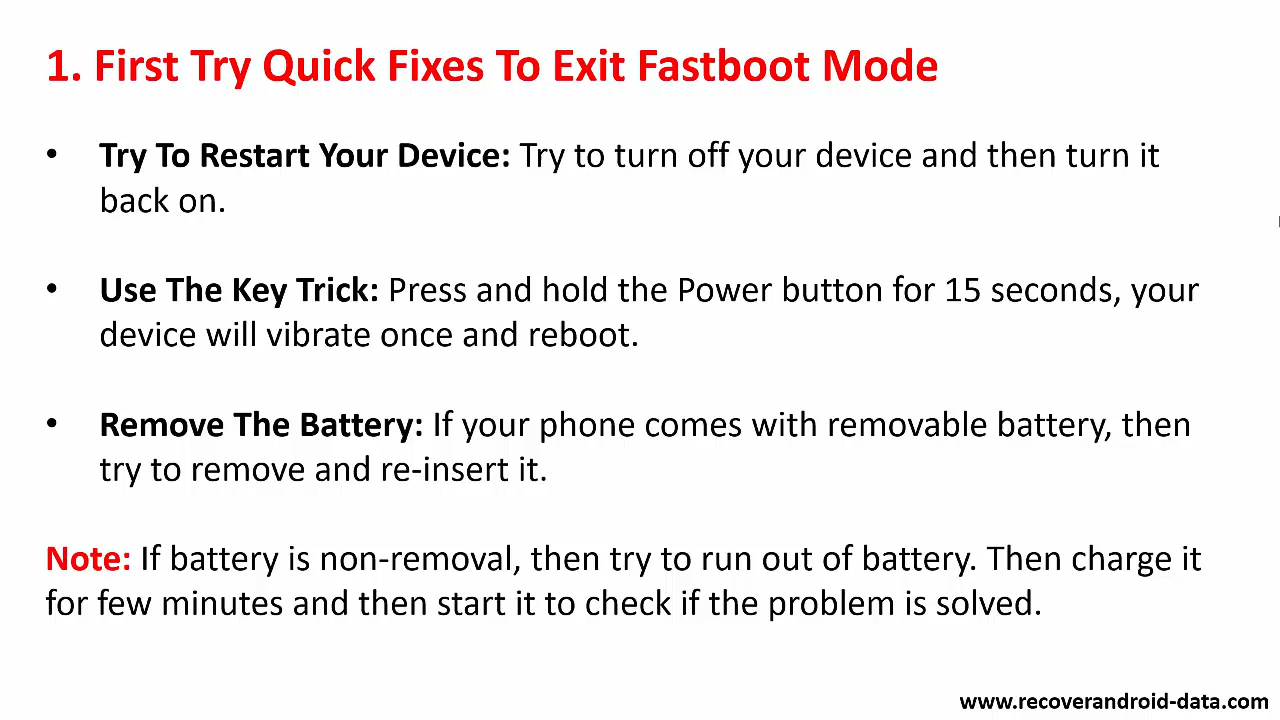 1. First Try Quick Fixes To Exit Fastboot Mode
• Try To Restart Your Device: Try to turn off your device and then turn it
back on.
• Use The Key Trick: Press and hold the Power button for 15 seconds, your
device will vibrate once and reboot.
• Remove The Battery: If your phone comes with removable battery, then
try to remove and re-insert it.
Note: If battery is non-removal, then try to run out of battery. Then charge it
for few minutes and then start it to check if the problem is solved.
www.recoverandroid-data.com